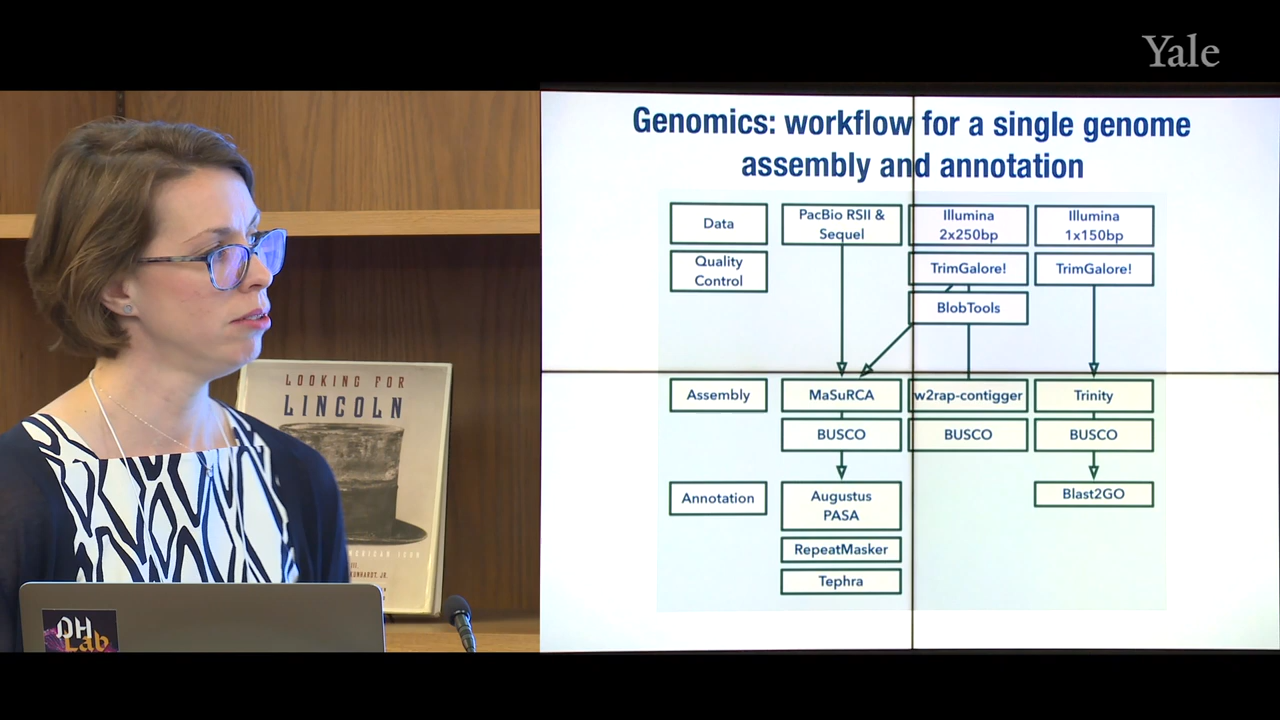 Yale
Genomics: workflow for a single genome
assembly and annotation
Data
PacBio RSII &
Sequel
Illumina
2x250bp
Illumina
1x150bp
Quality
Control
TrimGalore!
TrimGalore!
BlobTools
Assembly
MaSuRCA
w2rap-contigger
Trinity
BUSCO
BUSCO
BUSCO
Annotation
Augustus
PASA
Blast2GO
RepeatMasker
Tephra
LOOKING FOR
LINCOLN
III,
DH
Lab